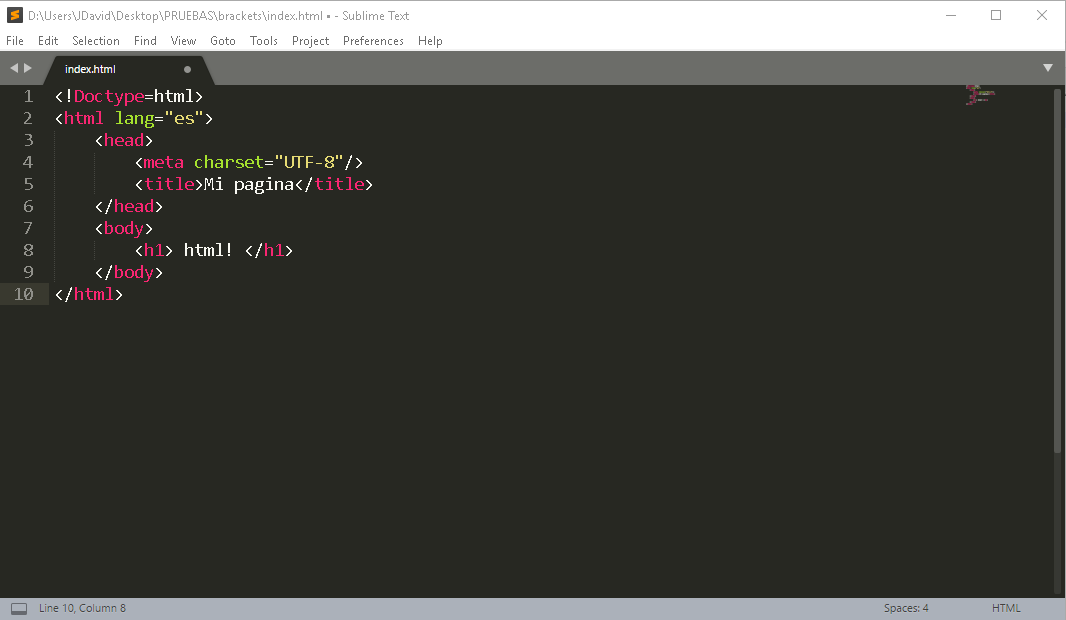 D:\Users\JDavid\Desktop\PRUEBAS\brackets\index.html • - Sublime Text
File Edit Selection Find View Goto Tools Project Preferences Help
index.html
1 <!Doctype=html>
2 <html lang="es">
3     <head>
4         <meta charset="UTF-8"/>
5         <title>Mi pagina</title>
6     </head>
7     <body>
8         <h1> html! </h1>
9     </body>
10 </html>
Line 10, Column 8 Spaces: 4 HTML